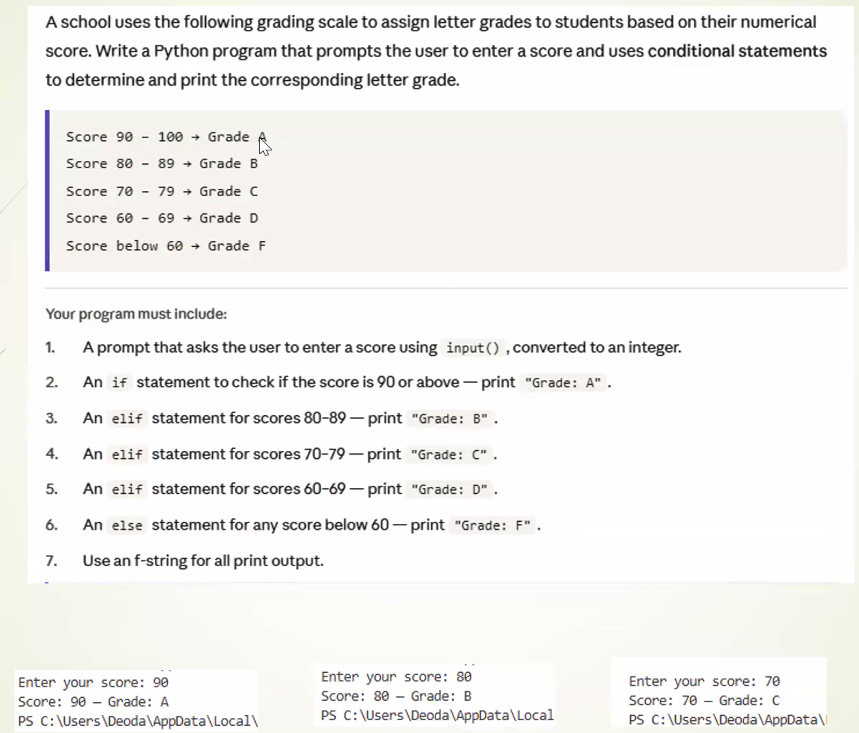 A school uses the following grading scale to assign letter grades to students based on their numerical
score. Write a Python program that prompts the user to enter a score and uses conditional statements
to determine and print the corresponding letter grade.
Score 90 – 100 → Grade A
Score 80 – 89 → Grade B
Score 70 – 79 → Grade C
Score 60 – 69 → Grade D
Score below 60 → Grade F
Your program must include:
1. A prompt that asks the user to enter a score using input() , converted to an integer.
2. An if statement to check if the score is 90 or above — print "Grade: A" .
3. An elif statement for scores 80–89 — print "Grade: B" .
4. An elif statement for scores 70–79 — print "Grade: C" .
5. An elif statement for scores 60–69 — print "Grade: D" .
6. An else statement for any score below 60 — print "Grade: F" .
7. Use an f-string for all print output.
Enter your score: 90
Score: 90 — Grade: A
PS C:\Users\Deoda\AppData\Local\
Enter your score: 80
Score: 80 — Grade: B
PS C:\Users\Deoda\AppData\Local
Enter your score: 70
Score: 70 — Grade: C
PS C:\Users\Deoda\AppData\